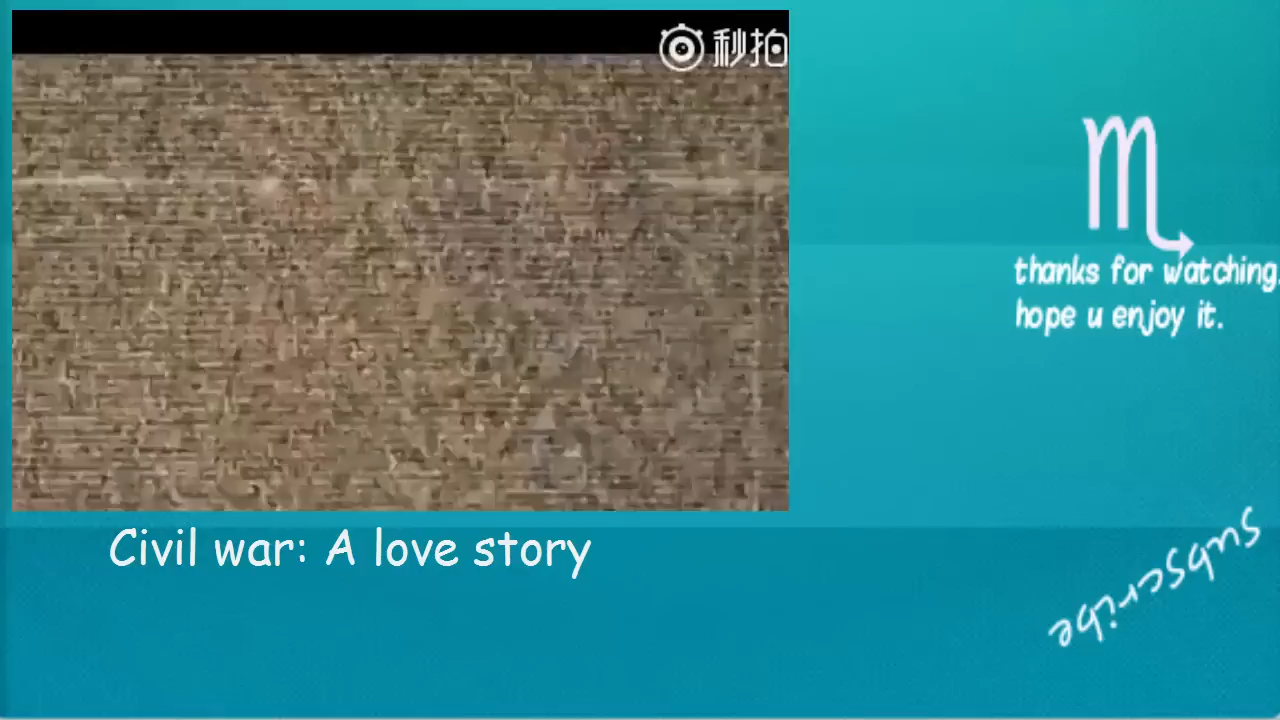 秒拍
thanks for watching.
hope u enjoy it.
Civil war: A love story
subscribe